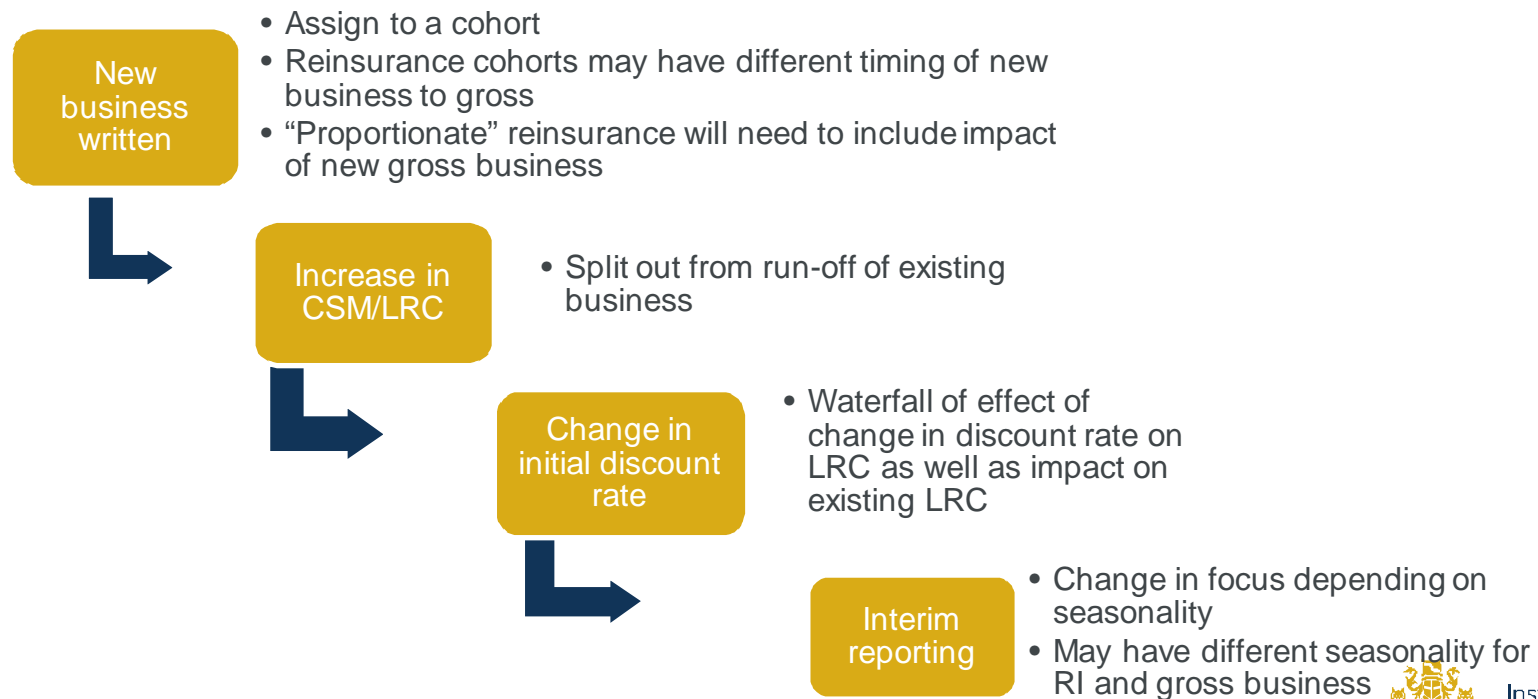 New
business
written
• Assign to a cohort
• Reinsurance cohorts may have different timing of new
business to gross
• “Proportionate” reinsurance will need to include impact
of new gross business
Increase in
CSM/LRC
• Split out from run-off of existing
business
Change in
initial discount
rate
• Waterfall of effect of
change in discount rate on
LRC as well as impact on
existing LRC
Interim
reporting
• Change in focus depending on
seasonality
• May have different seasonality for
RI and gross business